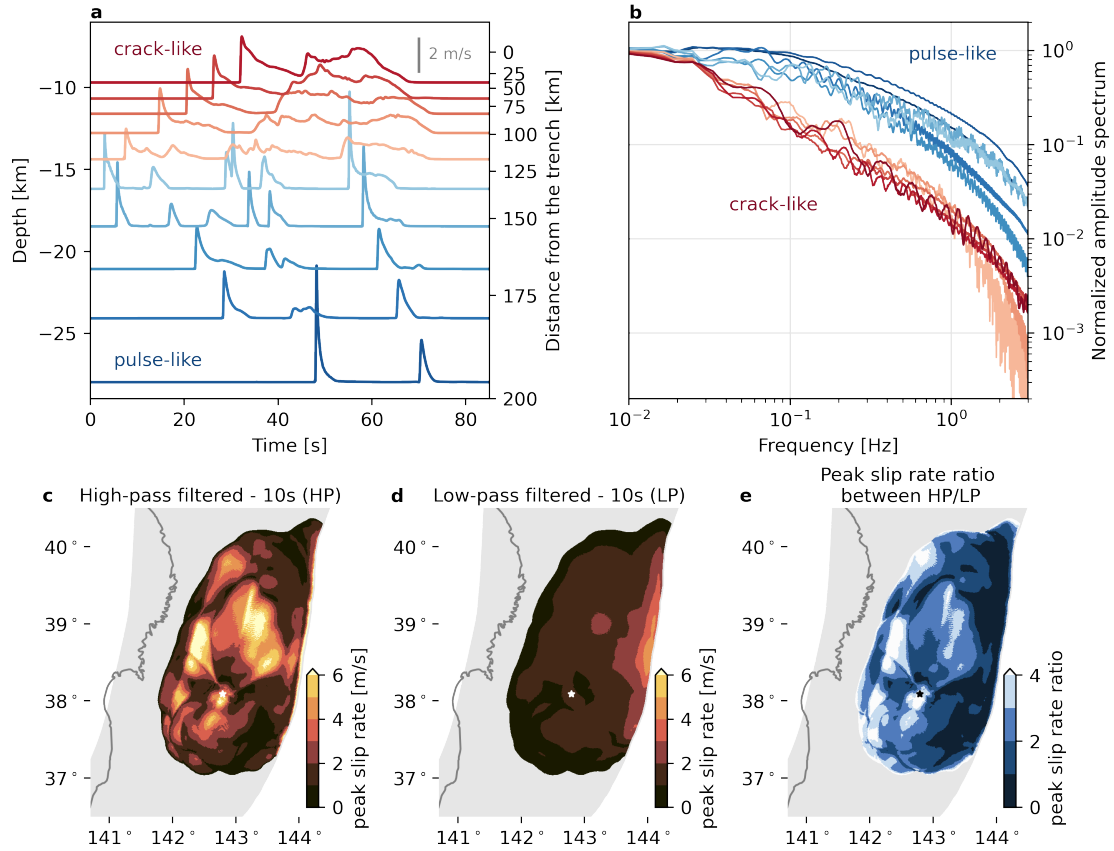 a
crack-like
2 m/s
pulse-like
−10
−15
−20
−25
Depth [km]
0
25
50
75
100
125
150
175
200
Distance from the trench [km]
0
20
40
60
80
Time [s]
b
pulse-like
crack-like
10^0
10^−1
10^−2
10^−3
Normalized amplitude spectrum
10^−2
10^−1
10^0
Frequency [Hz]
c High-pass filtered - 10s (HP)
40°
39°
38°
37°
141°
142°
143°
144°
6
4
2
0
peak slip rate [m/s]
d Low-pass filtered - 10s (LP)
141°
142°
143°
144°
6
4
2
0
peak slip rate [m/s]
e
Peak slip rate ratio
between HP/LP
40°
39°
38°
37°
141°
142°
143°
144°
4
2
0
peak slip rate ratio